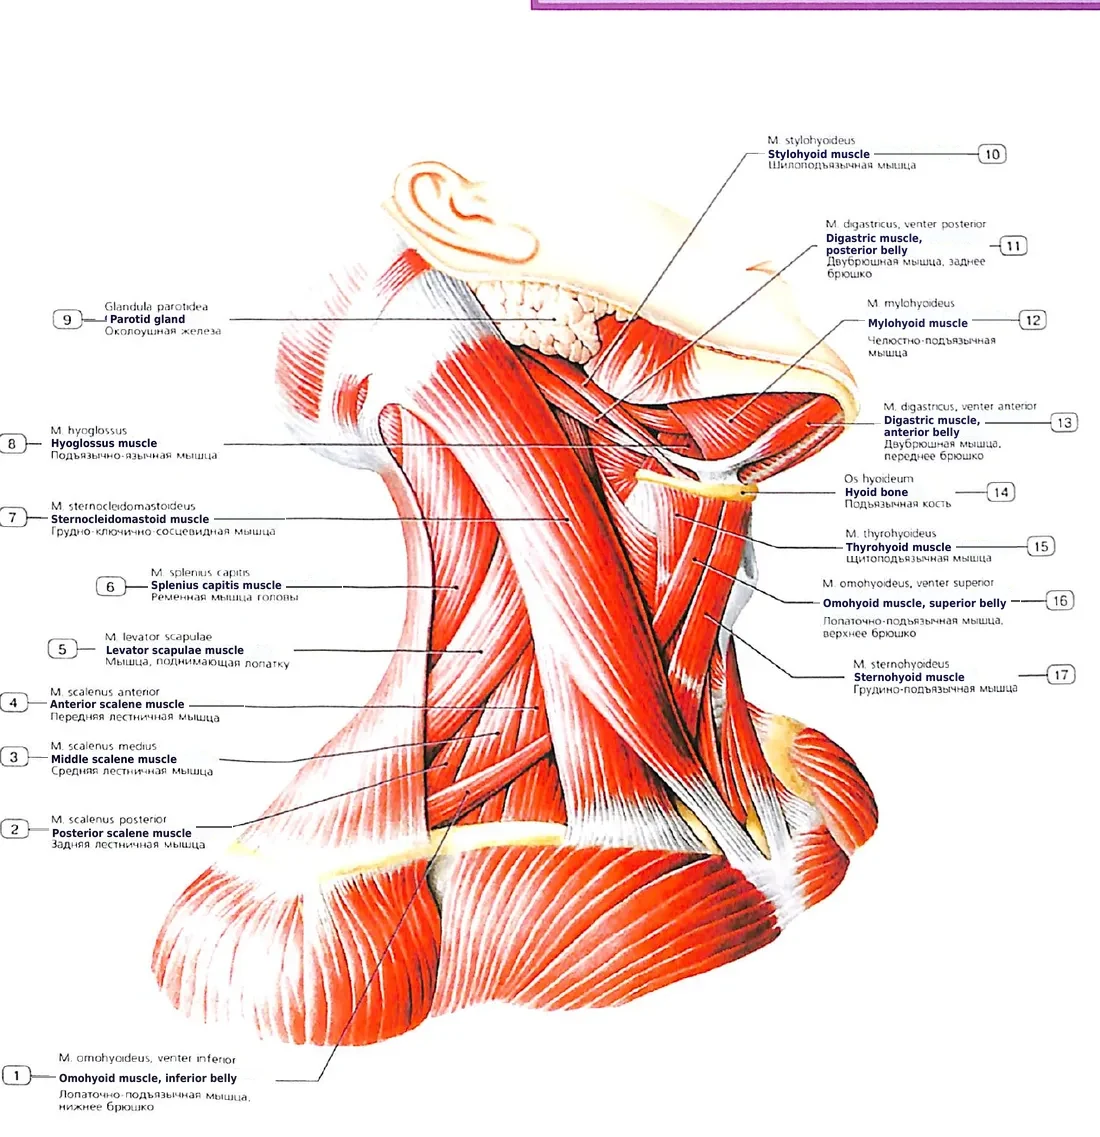 M. stylohyoideus
Stylohyoid muscle
10
Шилоподъязычная мышца
M. digastricus, venter posterior
Digastric muscle,
posterior belly
11
Двубрюшная мышца, заднее
брюшко
M. mylohyoideus
Mylohyoid muscle
12
Челюстно-подъязычная
мышца
Glandula parotidea
9
Parotid gland
Околоушная железа
M. digastricus, venter anterior
Digastric muscle,
anterior belly
13
Двубрюшная мышца,
переднее брюшко
M. hyoglossus
8
Hyoglossus muscle
Подъязычно-язычная мышца
Os hyoideum
Hyoid bone
14
Подъязычная кость
M. sternocleidomastoideus
7
Sternocleidomastoid muscle
Грудно-ключично-сосцевидная мышца
M. thyrohyoideus
Thyrohyoid muscle
15
Щитоподъязычная мышца
M. splenius capitis
6
Splenius capitis muscle
Ременная мышца головы
M. omohyoideus, venter superior
Omohyoid muscle, superior belly
16
Лопаточно-подъязычная мышца,
верхнее брюшко
M. levator scapulae
5
Levator scapulae muscle
Мышца, поднимающая лопатку
M. sternohyoideus
Sternohyoid muscle
17
Грудино-подъязычная мышца
M. scalenus anterior
4
Anterior scalene muscle
Передняя лестничная мышца
M. scalenus medius
3
Middle scalene muscle
Средняя лестничная мышца
M. scalenus posterior
2
Posterior scalene muscle
Задняя лестничная мышца
M. omohyoideus, venter inferior
1
Omohyoid muscle, inferior belly
Лопаточно-подъязычная мышца,
нижнее брюшко